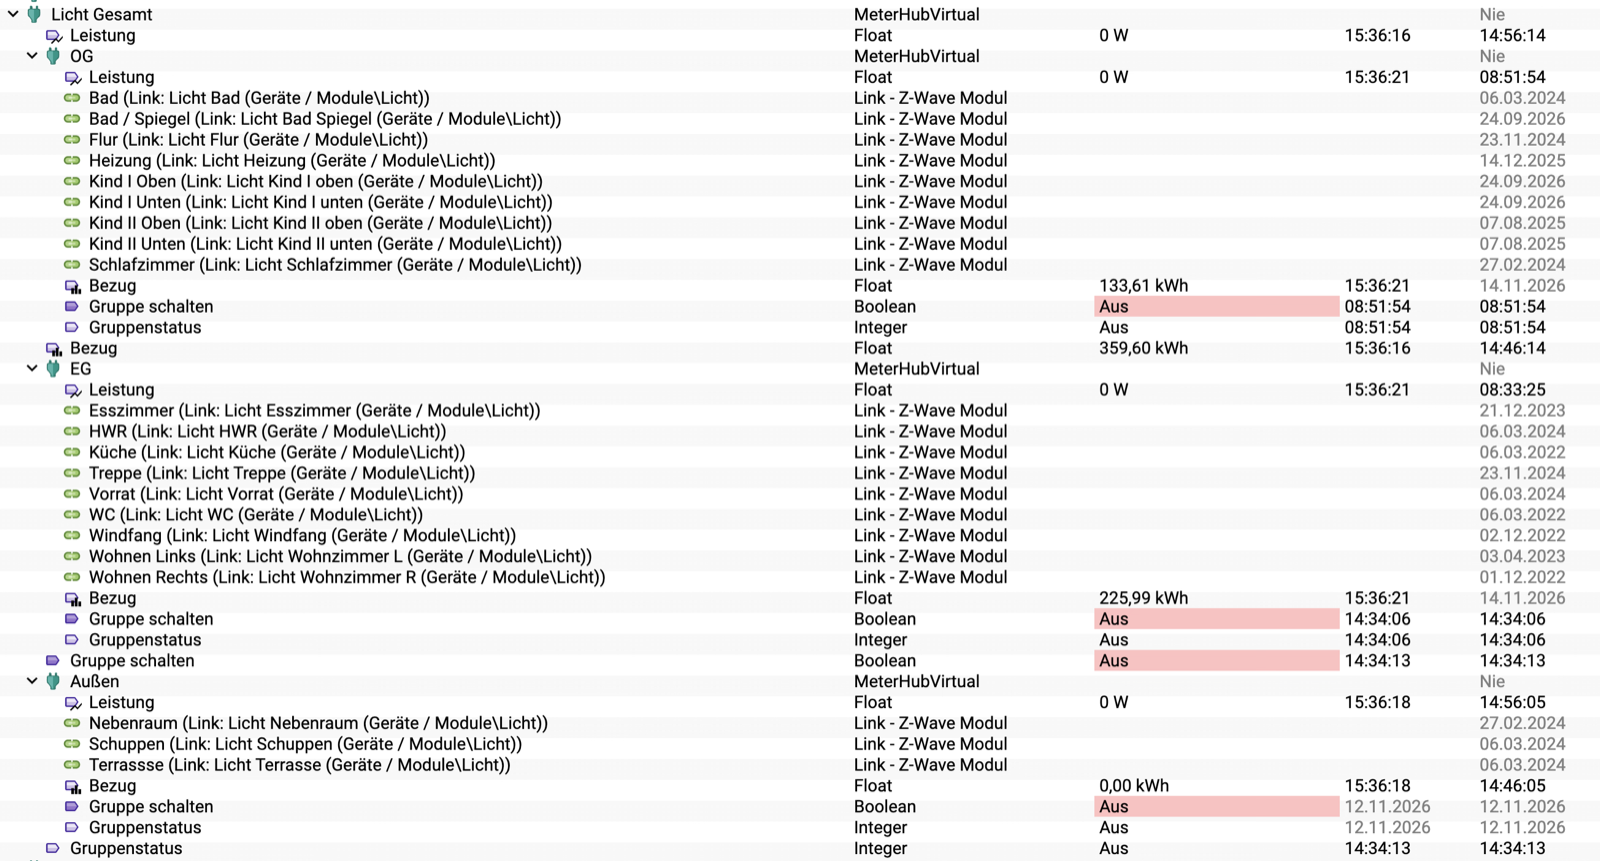 Licht Gesamt MeterHubVirtual Nie
Leistung Float 0 W 15:36:16 14:56:14
OG MeterHubVirtual Nie
Leistung Float 0 W 15:36:21 08:51:54
Bad (Link: Licht Bad (Geräte / Module\Licht)) Link - Z-Wave Modul 06.03.2024
Bad / Spiegel (Link: Licht Bad Spiegel (Geräte / Module\Licht)) Link - Z-Wave Modul 24.09.2026
Flur (Link: Licht Flur (Geräte / Module\Licht)) Link - Z-Wave Modul 23.11.2024
Heizung (Link: Licht Heizung (Geräte / Module\Licht)) Link - Z-Wave Modul 14.12.2025
Kind I Oben (Link: Licht Kind I oben (Geräte / Module\Licht)) Link - Z-Wave Modul 24.09.2026
Kind I Unten (Link: Licht Kind I unten (Geräte / Module\Licht)) Link - Z-Wave Modul 24.09.2026
Kind II Oben (Link: Licht Kind II oben (Geräte / Module\Licht)) Link - Z-Wave Modul 07.08.2025
Kind II Unten (Link: Licht Kind II unten (Geräte / Module\Licht)) Link - Z-Wave Modul 07.08.2025
Schlafzimmer (Link: Licht Schlafzimmer (Geräte / Module\Licht)) Link - Z-Wave Modul 27.02.2024
Bezug Float 133,61 kWh 15:36:21 14.11.2026
Gruppe schalten Boolean Aus 08:51:54 08:51:54
Gruppenstatus Integer Aus 08:51:54 08:51:54
Bezug Float 359,60 kWh 15:36:16 14:46:14
EG MeterHubVirtual Nie
Leistung Float 0 W 15:36:21 08:33:25
Esszimmer (Link: Licht Esszimmer (Geräte / Module\Licht)) Link - Z-Wave Modul 21.12.2023
HWR (Link: Licht HWR (Geräte / Module\Licht)) Link - Z-Wave Modul 06.03.2024
Küche (Link: Licht Küche (Geräte / Module\Licht)) Link - Z-Wave Modul 06.03.2022
Treppe (Link: Licht Treppe (Geräte / Module\Licht)) Link - Z-Wave Modul 23.11.2024
Vorrat (Link: Licht Vorrat (Geräte / Module\Licht)) Link - Z-Wave Modul 06.03.2024
WC (Link: Licht WC (Geräte / Module\Licht)) Link - Z-Wave Modul 06.03.2022
Windfang (Link: Licht Windfang (Geräte / Module\Licht)) Link - Z-Wave Modul 02.12.2022
Wohnen Links (Link: Licht Wohnzimmer L (Geräte / Module\Licht)) Link - Z-Wave Modul 03.04.2023
Wohnen Rechts (Link: Licht Wohnzimmer R (Geräte / Module\Licht)) Link - Z-Wave Modul 01.12.2022
Bezug Float 225,99 kWh 15:36:21 14.11.2026
Gruppe schalten Boolean Aus 14:34:06 14:34:06
Gruppenstatus Integer Aus 14:34:06 14:34:06
Gruppe schalten Boolean Aus 14:34:13 14:34:13
Außen MeterHubVirtual Nie
Leistung Float 0 W 15:36:18 14:56:05
Nebenraum (Link: Licht Nebenraum (Geräte / Module\Licht)) Link - Z-Wave Modul 27.02.2024
Schuppen (Link: Licht Schuppen (Geräte / Module\Licht)) Link - Z-Wave Modul 06.03.2024
Terrassse (Link: Licht Terrasse (Geräte / Module\Licht)) Link - Z-Wave Modul 06.03.2024
Bezug Float 0,00 kWh 15:36:18 14:46:05
Gruppe schalten Boolean Aus 12.11.2026 12.11.2026
Gruppenstatus Integer Aus 12.11.2026 12.11.2026
Gruppenstatus Integer Aus 14:34:13 14:34:13